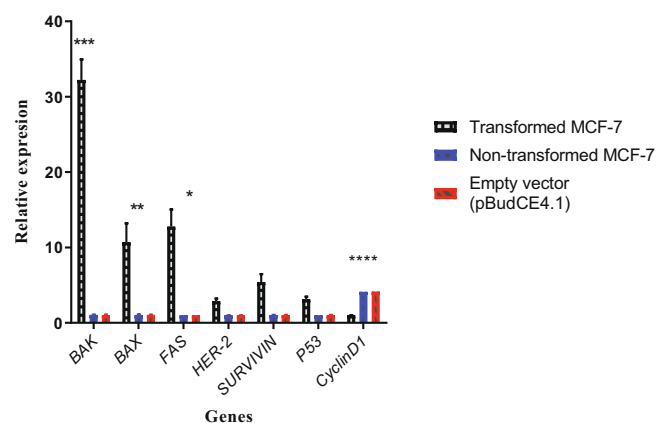 40
***
30
20
**
*
10
****
0
Relative expresion
BAK
BAX
FAS
HER-2
SURVIVIN
P53
CyclinD1
Genes
Transformed MCF-7
Non-transformed MCF-7
Empty vector
(pBudCE4.1)